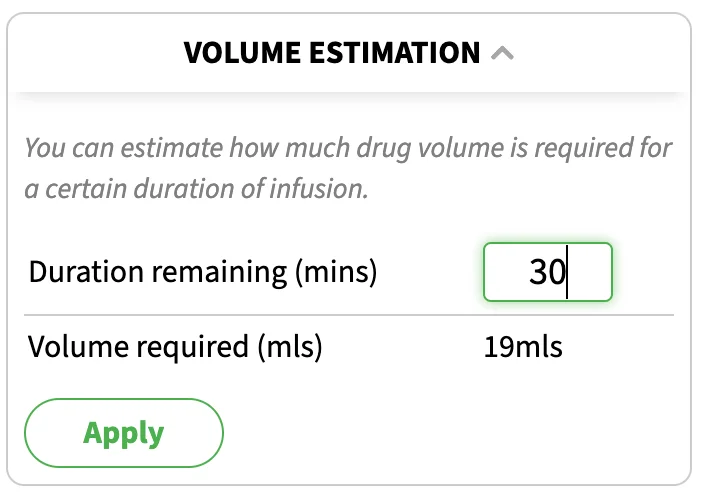 VOLUME ESTIMATION
You can estimate how much drug volume is required for
a certain duration of infusion.
Duration remaining (mins) 30
Volume required (mls) 19mls
Apply